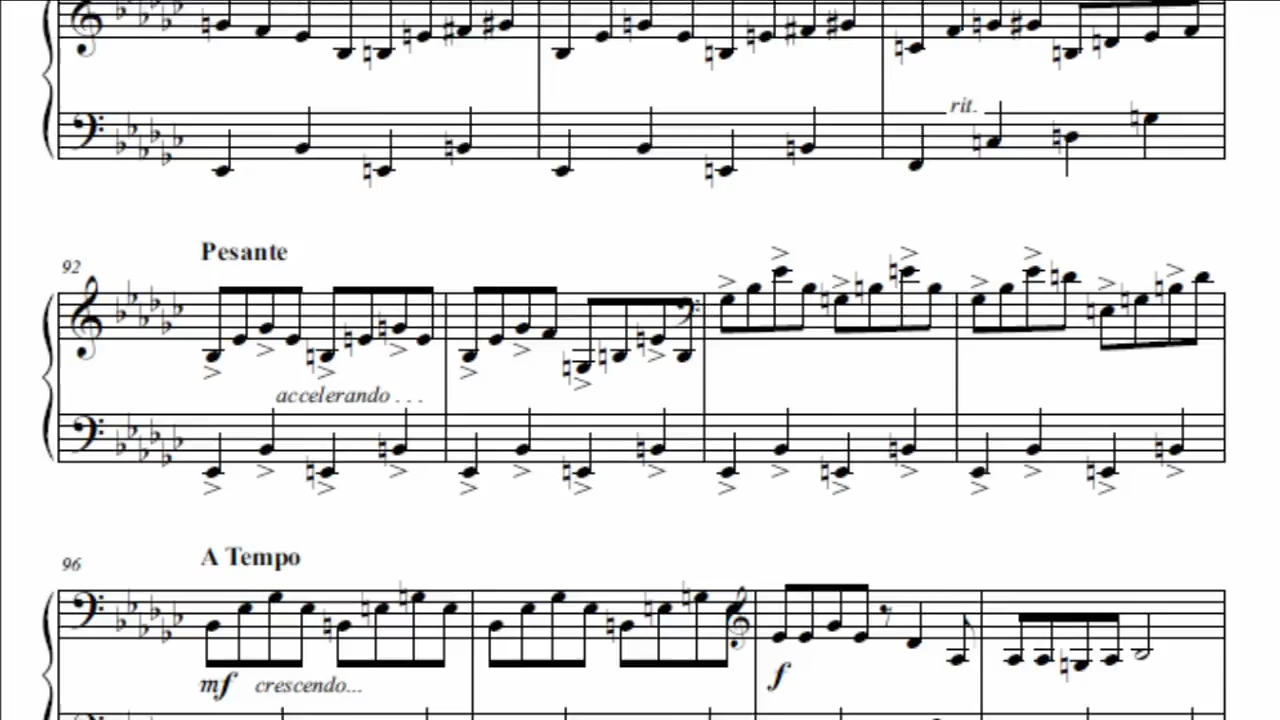 rit.
Pesante
92
accelerando . . .
A Tempo
96
mf crescendo...
f